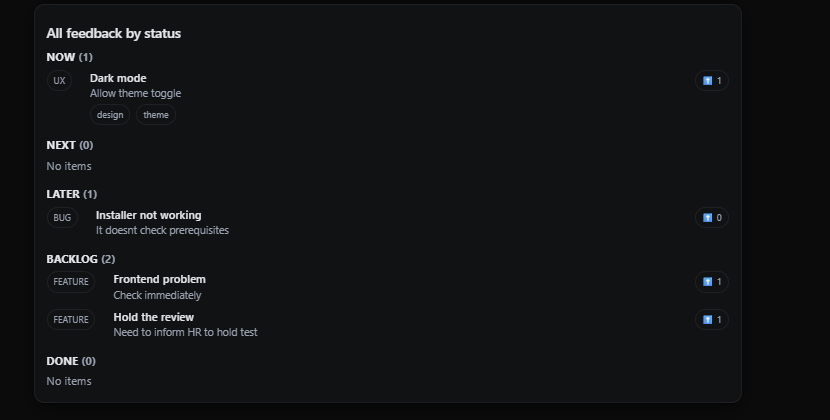 All feedback by status
NOW (1)
UX Dark mode ⬆ 1
Allow theme toggle
design theme
NEXT (0)
No items
LATER (1)
BUG Installer not working ⬆ 0
It doesnt check prerequisites
BACKLOG (2)
FEATURE Frontend problem ⬆ 1
Check immediately
FEATURE Hold the review ⬆ 1
Need to inform HR to hold test
DONE (0)
No items